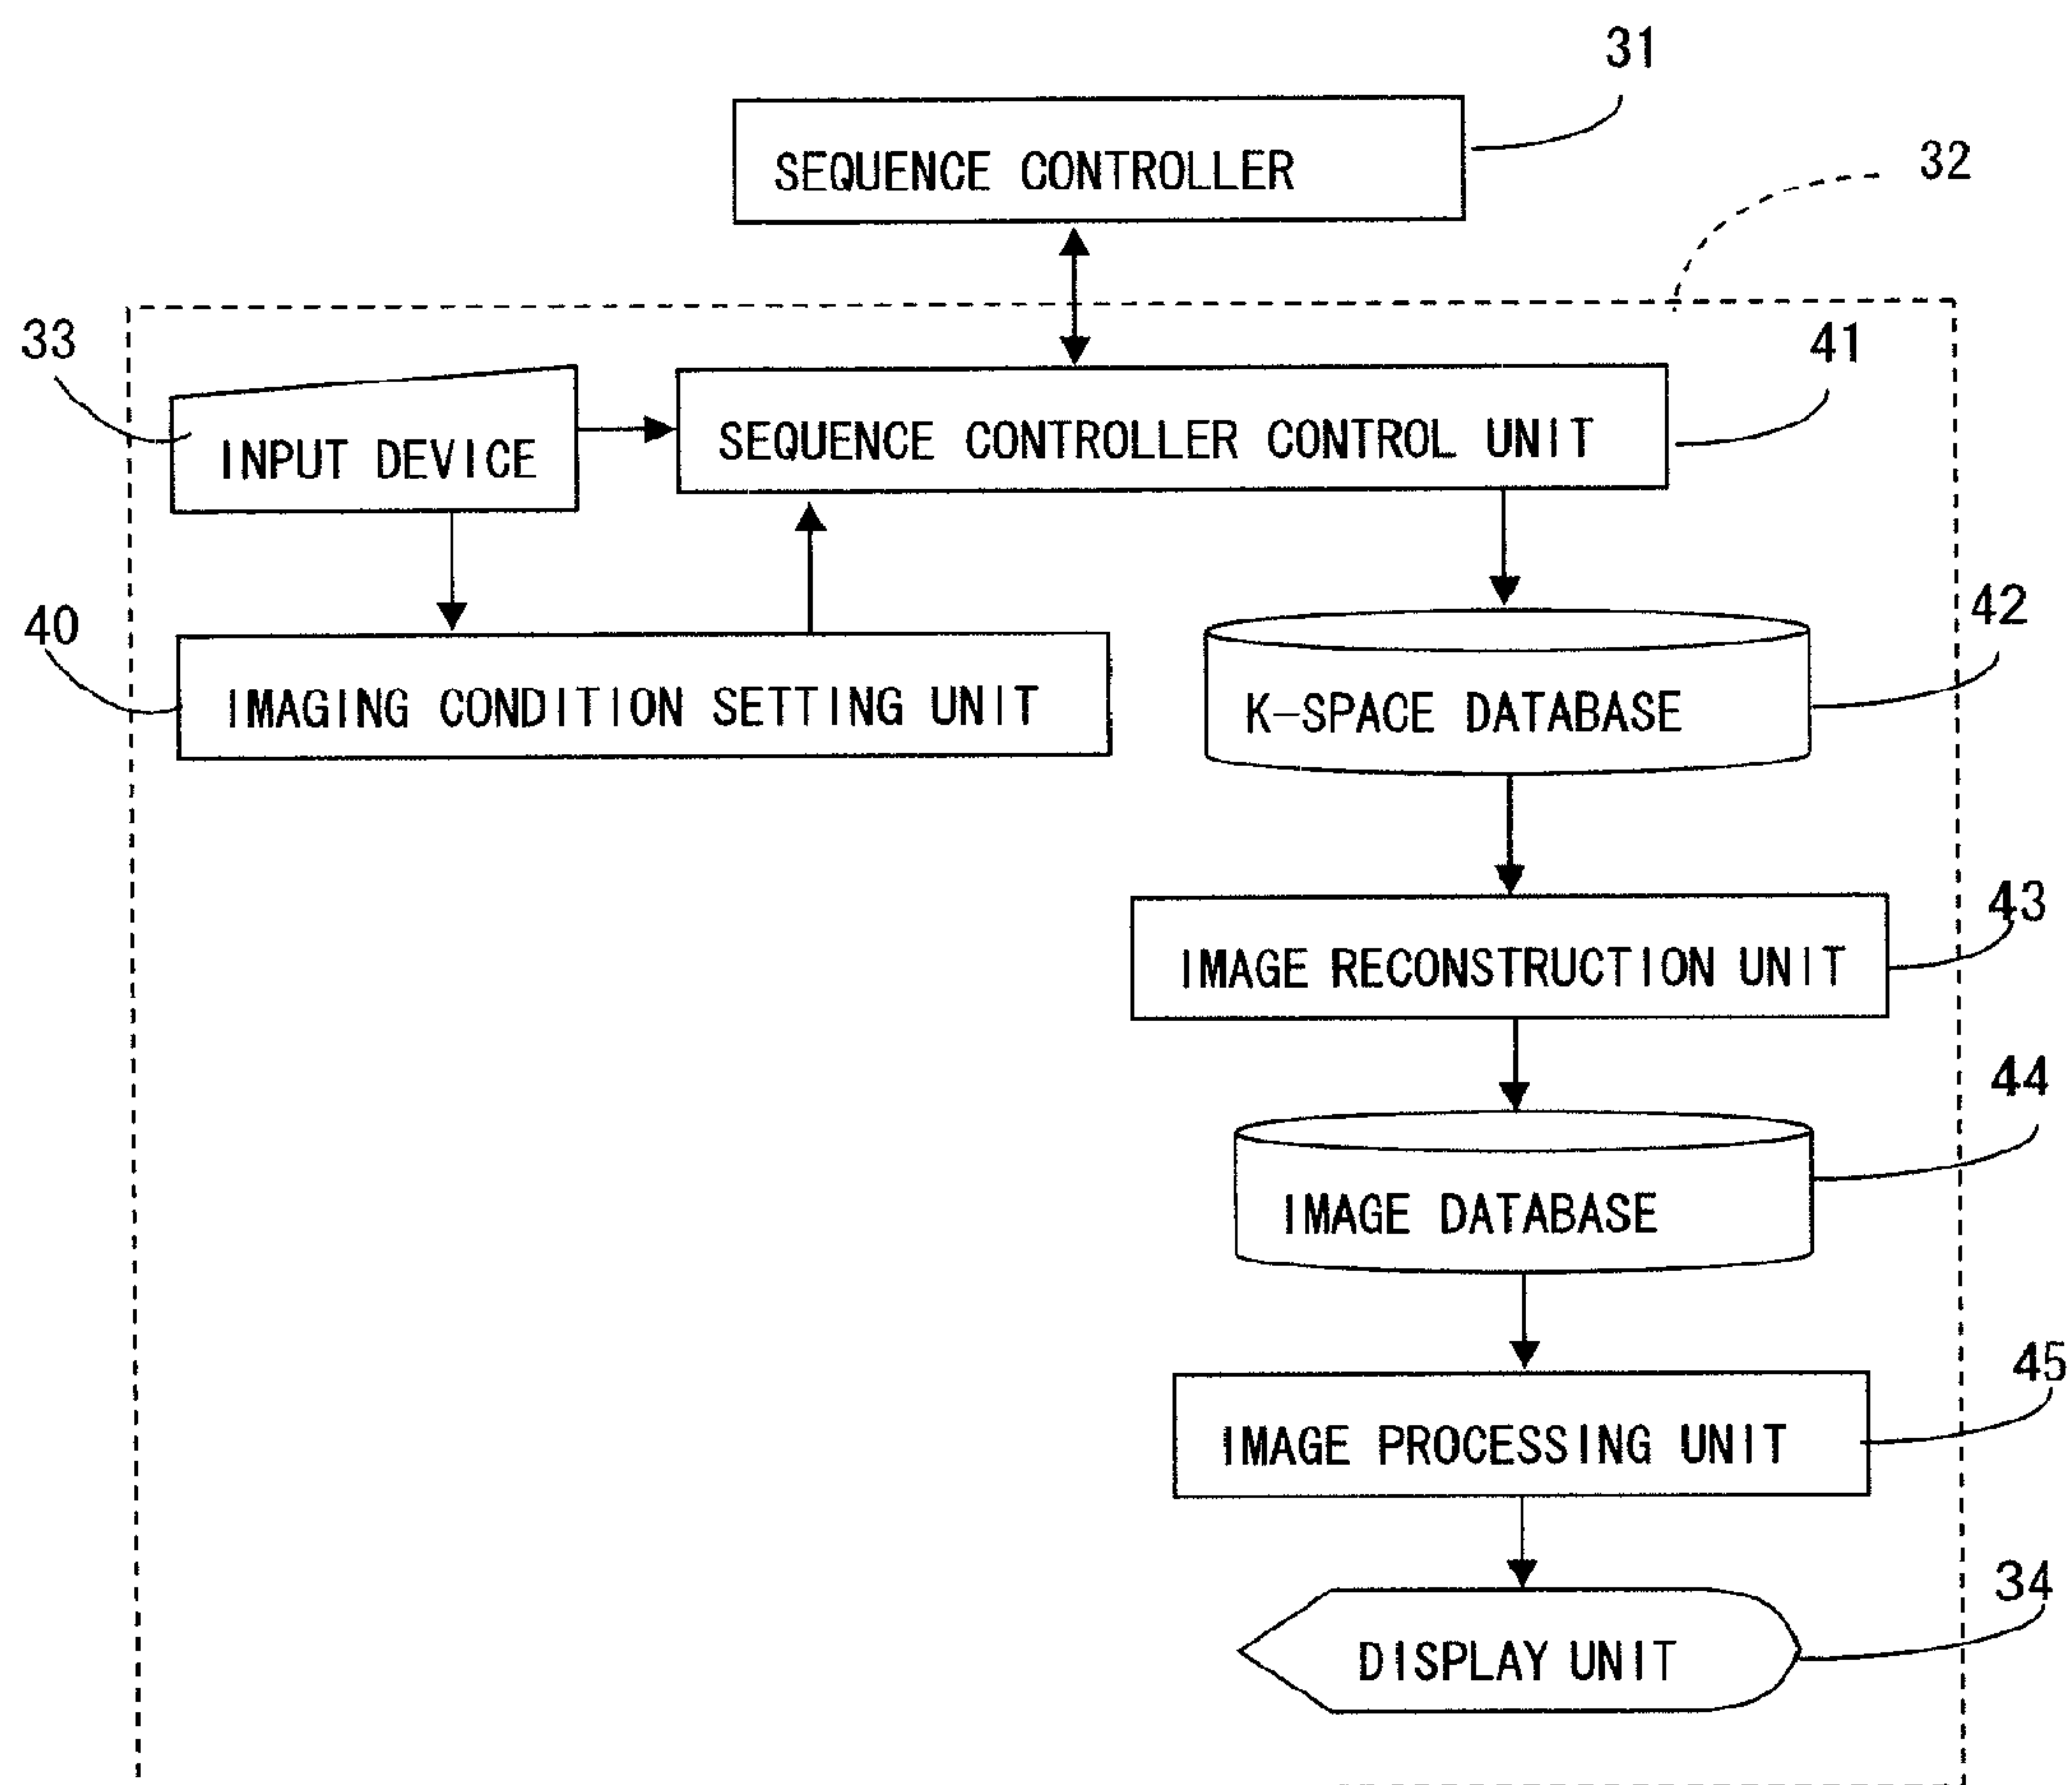 31
SEQUENCE CONTROLLER
32
33
41
INPUT DEVICE
SEQUENCE CONTROLLER CONTROL UNIT
40
42
IMAGING CONDITION SETTING UNIT
K-SPACE DATABASE
43
IMAGE RECONSTRUCTION UNIT
44
IMAGE DATABASE
45
IMAGE PROCESSING UNIT
34
DISPLAY UNIT